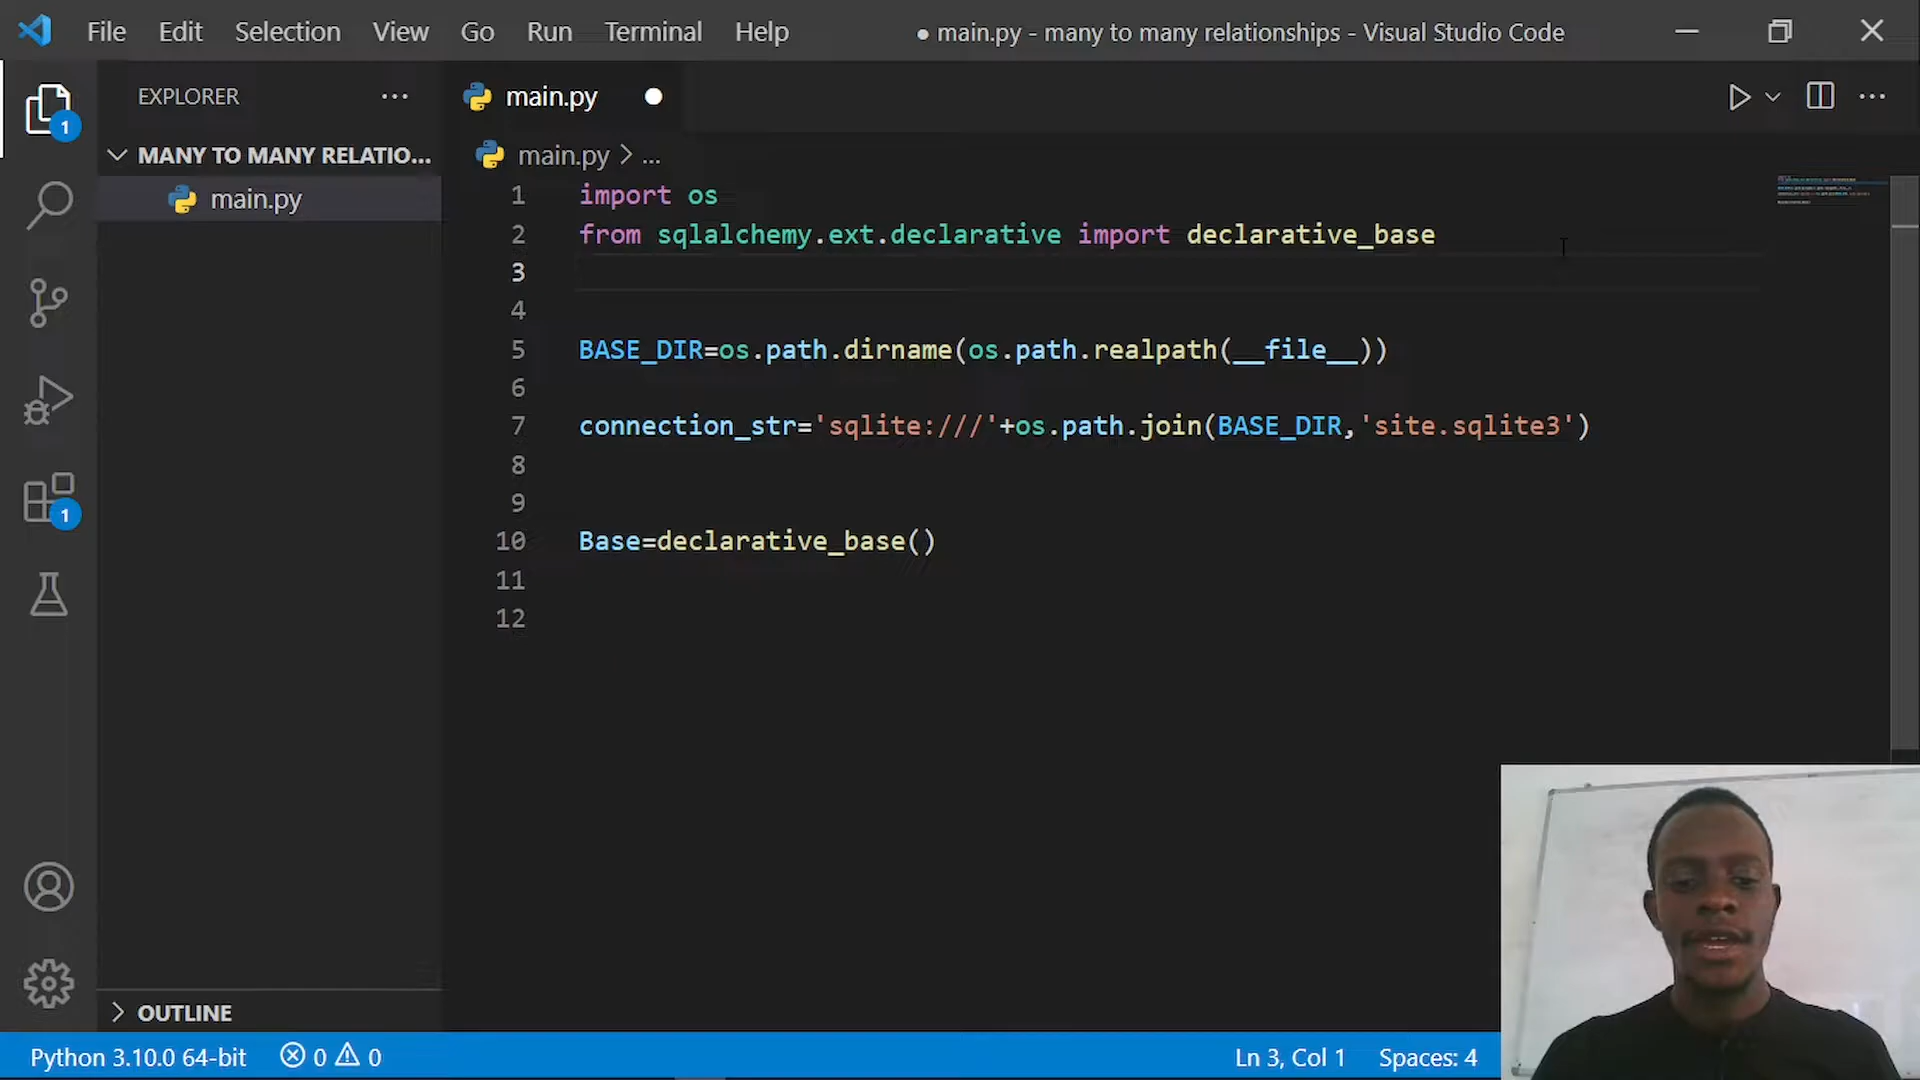 File Edit Selection View Go Run Terminal Help
● main.py - many to many relationships - Visual Studio Code
EXPLORER
MANY TO MANY RELATIO...
main.py
OUTLINE
1
1
main.py
main.py > ...
1 import os
2 from sqlalchemy.ext.declarative import declarative_base
3
4
5 BASE_DIR=os.path.dirname(os.path.realpath(__file__))
6
7 connection_str='sqlite:///'+os.path.join(BASE_DIR,'site.sqlite3')
8
9
10 Base=declarative_base()
11
12
Python 3.10.0 64-bit 0 0 Ln 3, Col 1 Spaces: 4